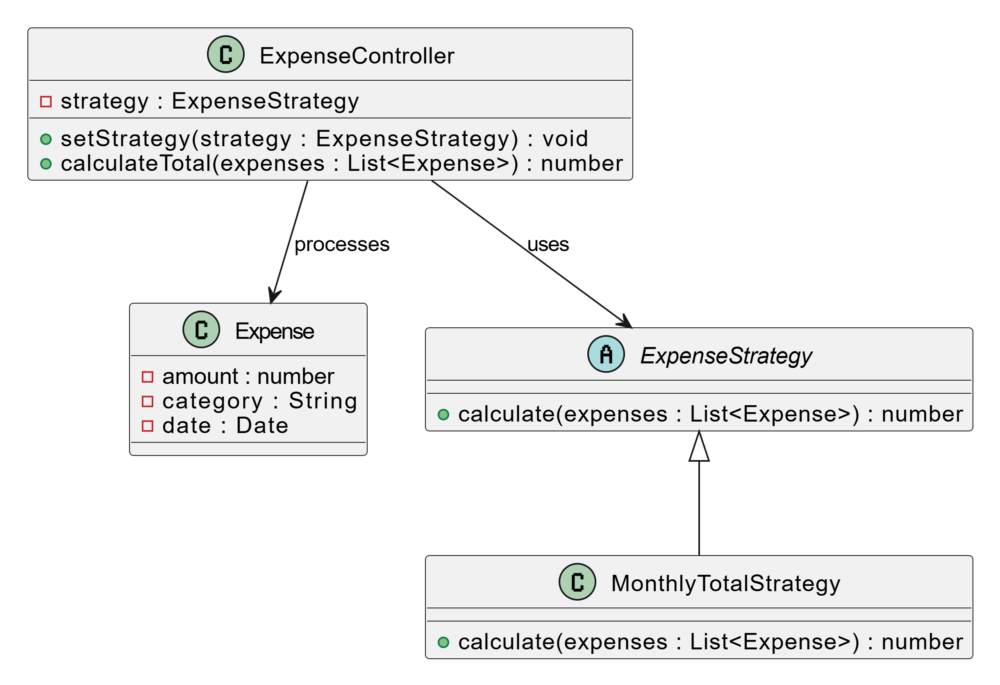 C ExpenseController
strategy : ExpenseStrategy
setStrategy(strategy : ExpenseStrategy) : void
calculateTotal(expenses : List<Expense>) : number
processes
uses
C Expense
amount : number
category : String
date : Date
A ExpenseStrategy
calculate(expenses : List<Expense>) : number
C MonthlyTotalStrategy
calculate(expenses : List<Expense>) : number